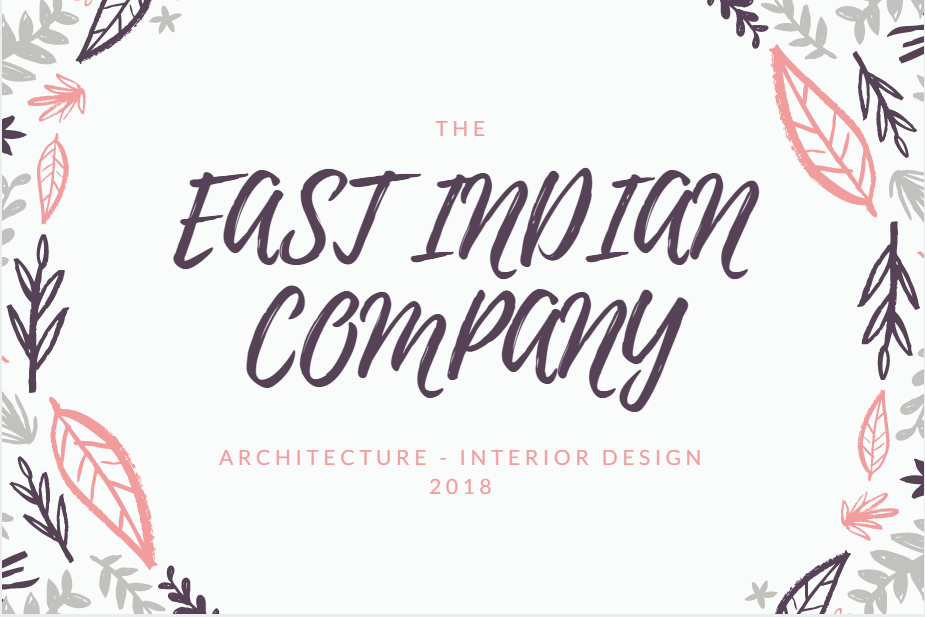 THE
EAST INDIAN
COMPANY
ARCHITECTURE - INTERIOR DESIGN
2018